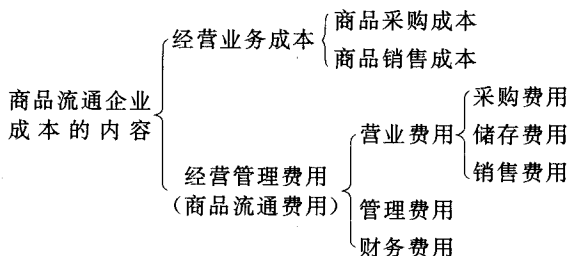 商品流通企业
成本的内容
经营业务成本
商品采购成本
商品销售成本
经营管理费用
（商品流通费用）
营业费用
采购费用
储存费用
销售费用
管理费用
财务费用